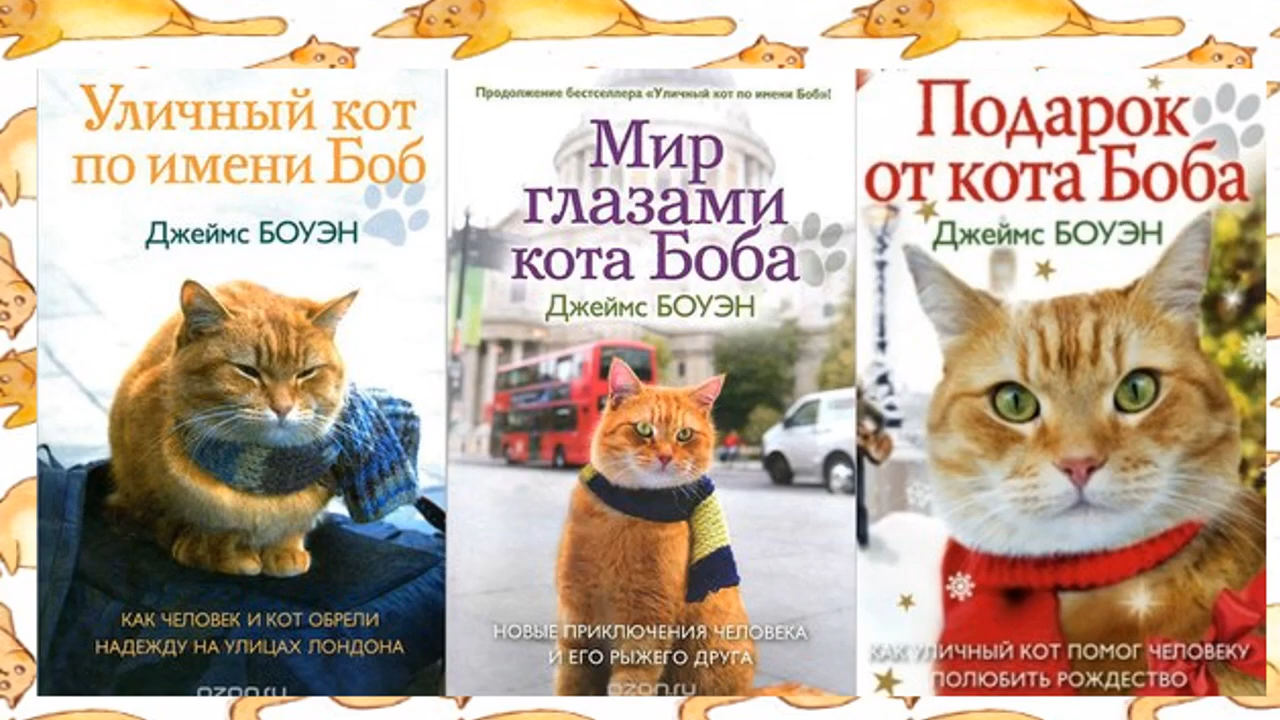 Уличный кот
по имени Боб
Джеймс БОУЭН
КАК ЧЕЛОВЕК И КОТ ОБРЕЛИ
НАДЕЖДУ НА УЛИЦАХ ЛОНДОНА
ozon.ru
Продолжение бестселлера «Уличный кот по имени Боб»!
Мир
глазами
кота Боба
Джеймс БОУЭН
НОВЫЕ ПРИКЛЮЧЕНИЯ ЧЕЛОВЕКА
И ЕГО РЫЖЕГО ДРУГА
ozon.ru
Подарок
от кота Боба
Джеймс БОУЭН
КАК УЛИЧНЫЙ КОТ ПОМОГ ЧЕЛОВЕКУ
ПОЛЮБИТЬ РОЖДЕСТВО